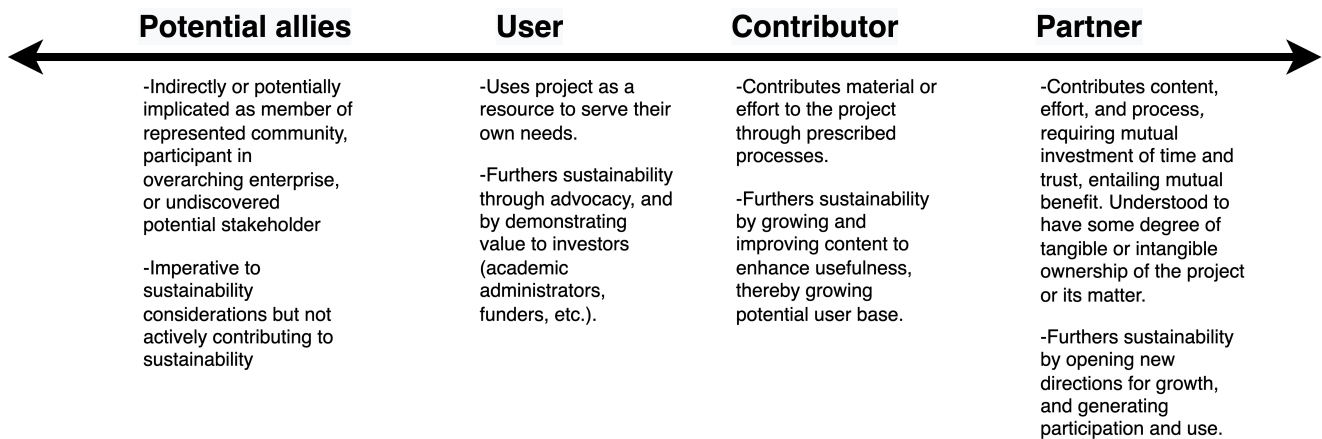 Potential allies
-Indirectly or potentially
implicated as member of
represented community,
participant in
overarching enterprise,
or undiscovered
potential stakeholder
-Imperative to
sustainability
considerations but not
actively contributing to
sustainability
User
-Uses project as a
resource to serve their
own needs.
-Furthers sustainability
through advocacy, and
by demonstrating
value to investors
(academic
administrators,
funders, etc.).
Contributor
-Contributes material or
effort to the project
through prescribed
processes.
-Furthers sustainability
by growing and
improving content to
enhance usefulness,
thereby growing
potential user base.
Partner
-Contributes content,
effort, and process,
requiring mutual
investment of time and
trust, entailing mutual
benefit. Understood to
have some degree of
tangible or intangible
ownership of the project
or its matter.
-Furthers sustainability
by opening new
directions for growth,
and generating
participation and use.